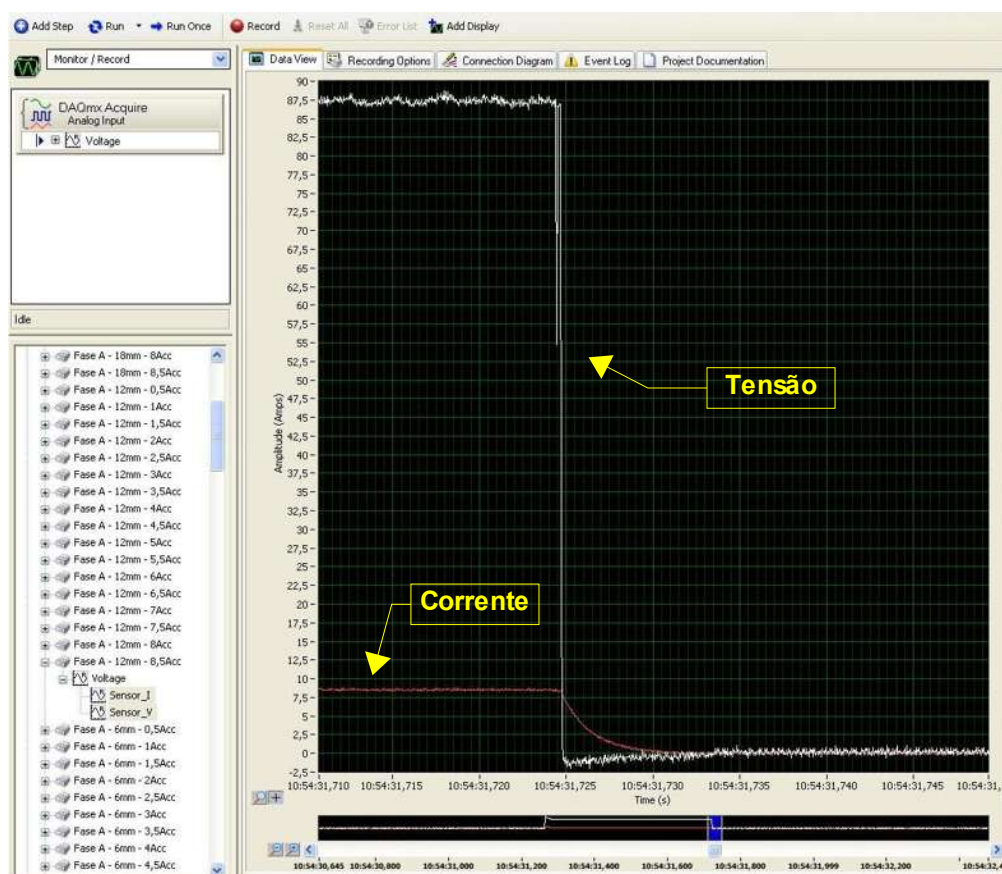 Add Step Run Run Once Record Reset All Error List Add Display
Monitor / Record
Data View Recording Options Connection Diagram Event Log Project Documentation
DAQmx Acquire
Analog Input
Voltage
Idle
Fase A - 18mm - 8Acc
Fase A - 18mm - 8,5Acc
Fase A - 12mm - 0,5Acc
Fase A - 12mm - 1Acc
Fase A - 12mm - 1,5Acc
Fase A - 12mm - 2Acc
Fase A - 12mm - 2,5Acc
Fase A - 12mm - 3Acc
Fase A - 12mm - 3,5Acc
Fase A - 12mm - 4Acc
Fase A - 12mm - 4,5Acc
Fase A - 12mm - 5Acc
Fase A - 12mm - 5,5Acc
Fase A - 12mm - 6Acc
Fase A - 12mm - 6,5Acc
Fase A - 12mm - 7Acc
Fase A - 12mm - 7,5Acc
Fase A - 12mm - 8Acc
Fase A - 12mm - 8,5Acc
Voltage
Sensor_I
Sensor_V
Fase A - 6mm - 0,5Acc
Fase A - 6mm - 1Acc
Fase A - 6mm - 1,5Acc
Fase A - 6mm - 2Acc
Fase A - 6mm - 2,5Acc
Fase A - 6mm - 3Acc
Fase A - 6mm - 3,5Acc
Fase A - 6mm - 4Acc
Fase A - 6mm - 4,5Acc
Amplitude (Amps)
90
87,5
85
82,5
80
77,5
75
72,5
70
67,5
65
62,5
60
57,5
55
52,5
50
47,5
45
42,5
40
37,5
35
32,5
30
27,5
25
22,5
20
17,5
15
12,5
10
7,5
5
2,5
0
-2,5
Tensão
Corrente
10:54:31,710 10:54:31,715 10:54:31,720 10:54:31,725 10:54:31,730 10:54:31,735 10:54:31,740 10:54:31,745 10:54:31,
Time (s)
10:54:30,645 10:54:30,800 10:54:31,000 10:54:31,200 10:54:31,400 10:54:31,600 10:54:31,800 10:54:31,999 10:54:32,200 10:54:32,4